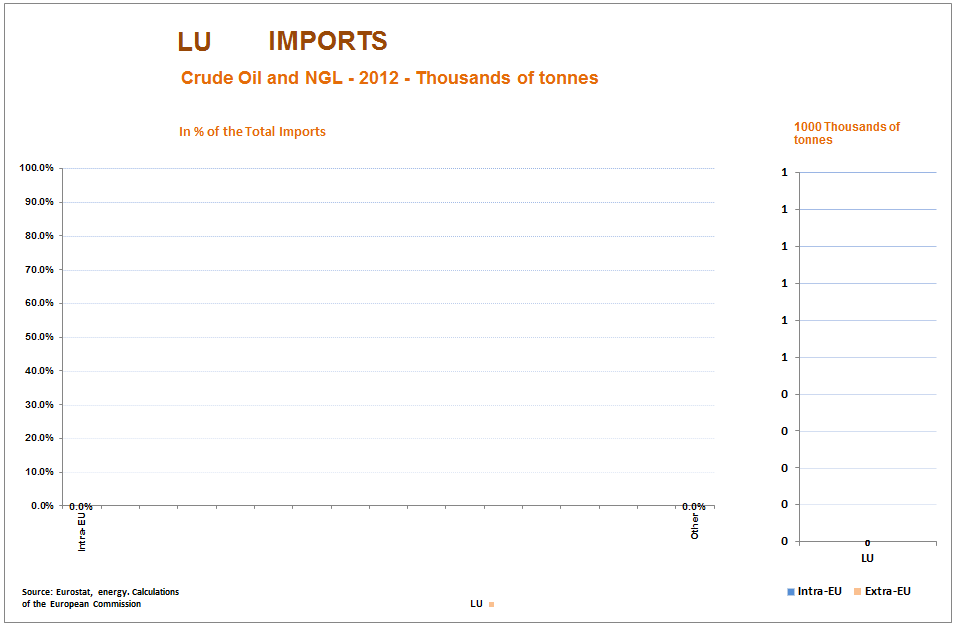 LU IMPORTS
Crude Oil and NGL - 2012 - Thousands of tonnes
In % of the Total Imports
100.0%
90.0%
80.0%
70.0%
60.0%
50.0%
40.0%
30.0%
20.0%
10.0%
0.0%
0.0%
0.0%
Intra-EU
Other
1000 Thousands of
tonnes
1
1
1
1
1
1
0
0
0
0
0
0
LU
Intra-EU Extra-EU
Source: Eurostat, energy. Calculations
of the European Commission
LU